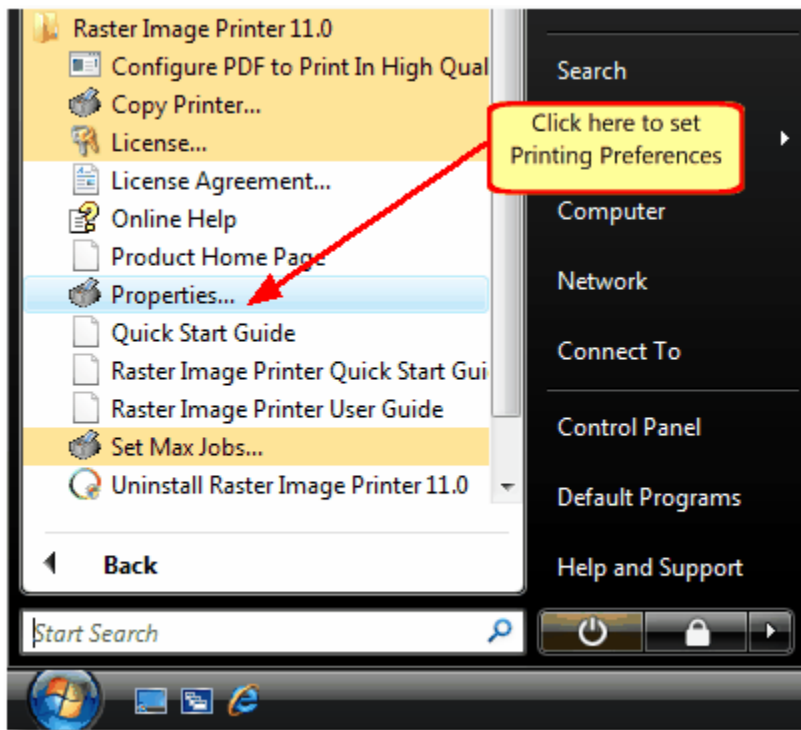 Raster Image Printer 11.0
Configure PDF to Print In High Qual
Copy Printer...
License...
License Agreement...
Online Help
Product Home Page
Properties...
Quick Start Guide
Raster Image Printer Quick Start Gui
Raster Image Printer User Guide
Set Max Jobs...
Uninstall Raster Image Printer 11.0
Back
Start Search
Click here to set
Printing Preferences
Search
Computer
Network
Connect To
Control Panel
Default Programs
Help and Support